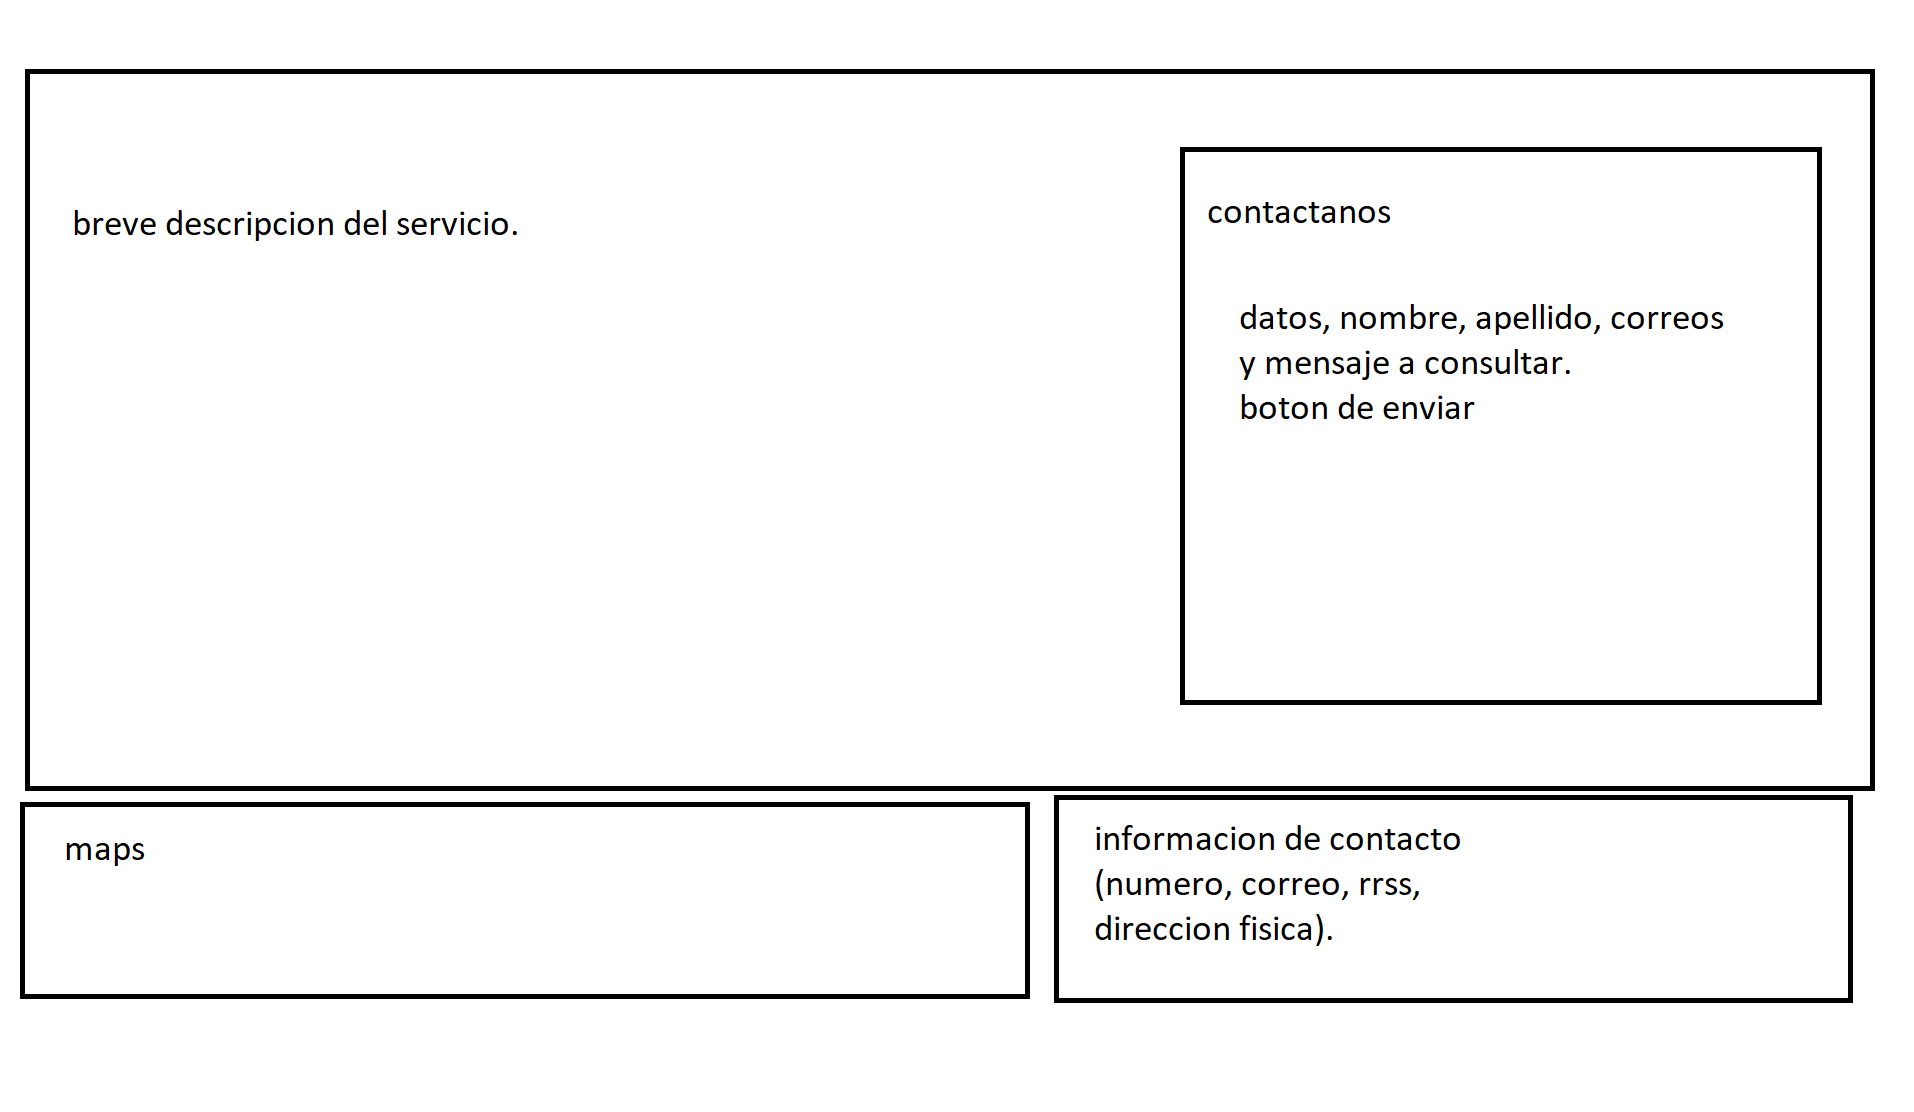 breve descripcion del servicio.
contactanos
datos, nombre, apellido, correos
y mensaje a consultar.
boton de enviar
maps
informacion de contacto
(numero, correo, rrss,
direccion fisica).